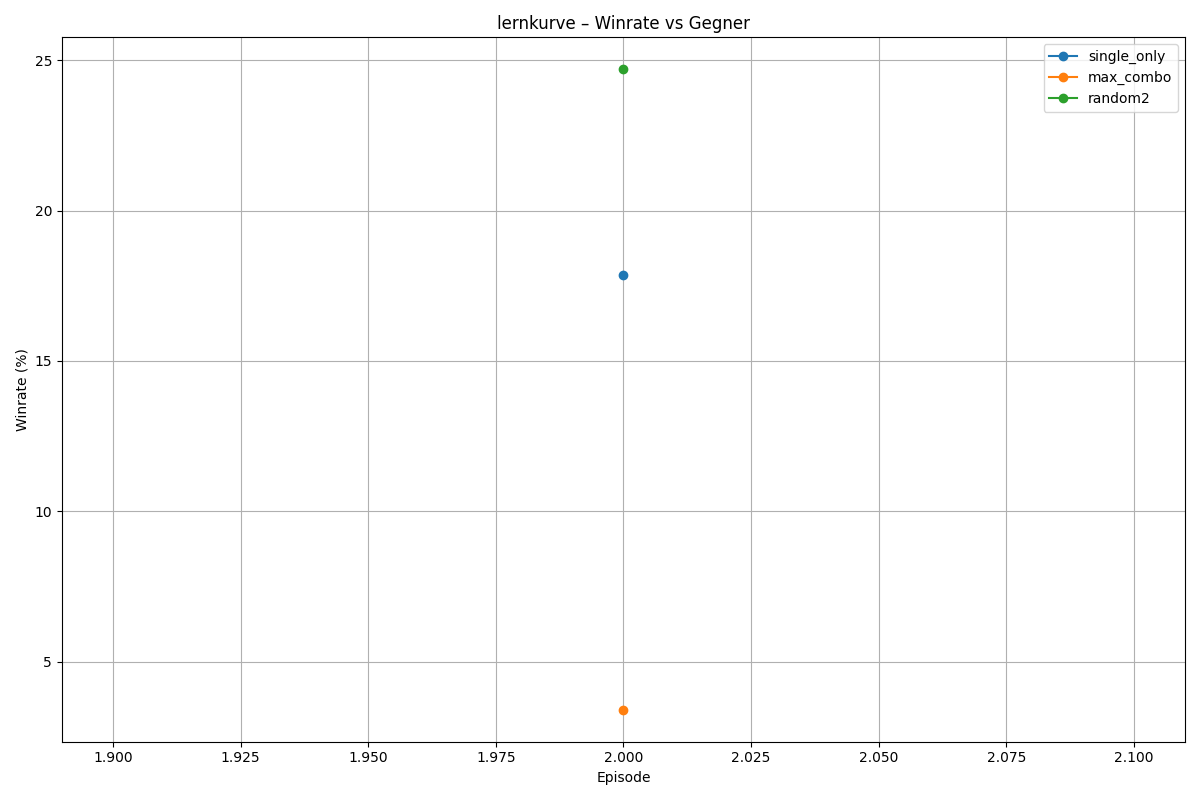 lernkurve – Winrate vs Gegner
single_only
max_combo
random2
Winrate (%)
25
20
15
10
5
1.900 1.925 1.950 1.975 2.000 2.025 2.050 2.075 2.100
Episode